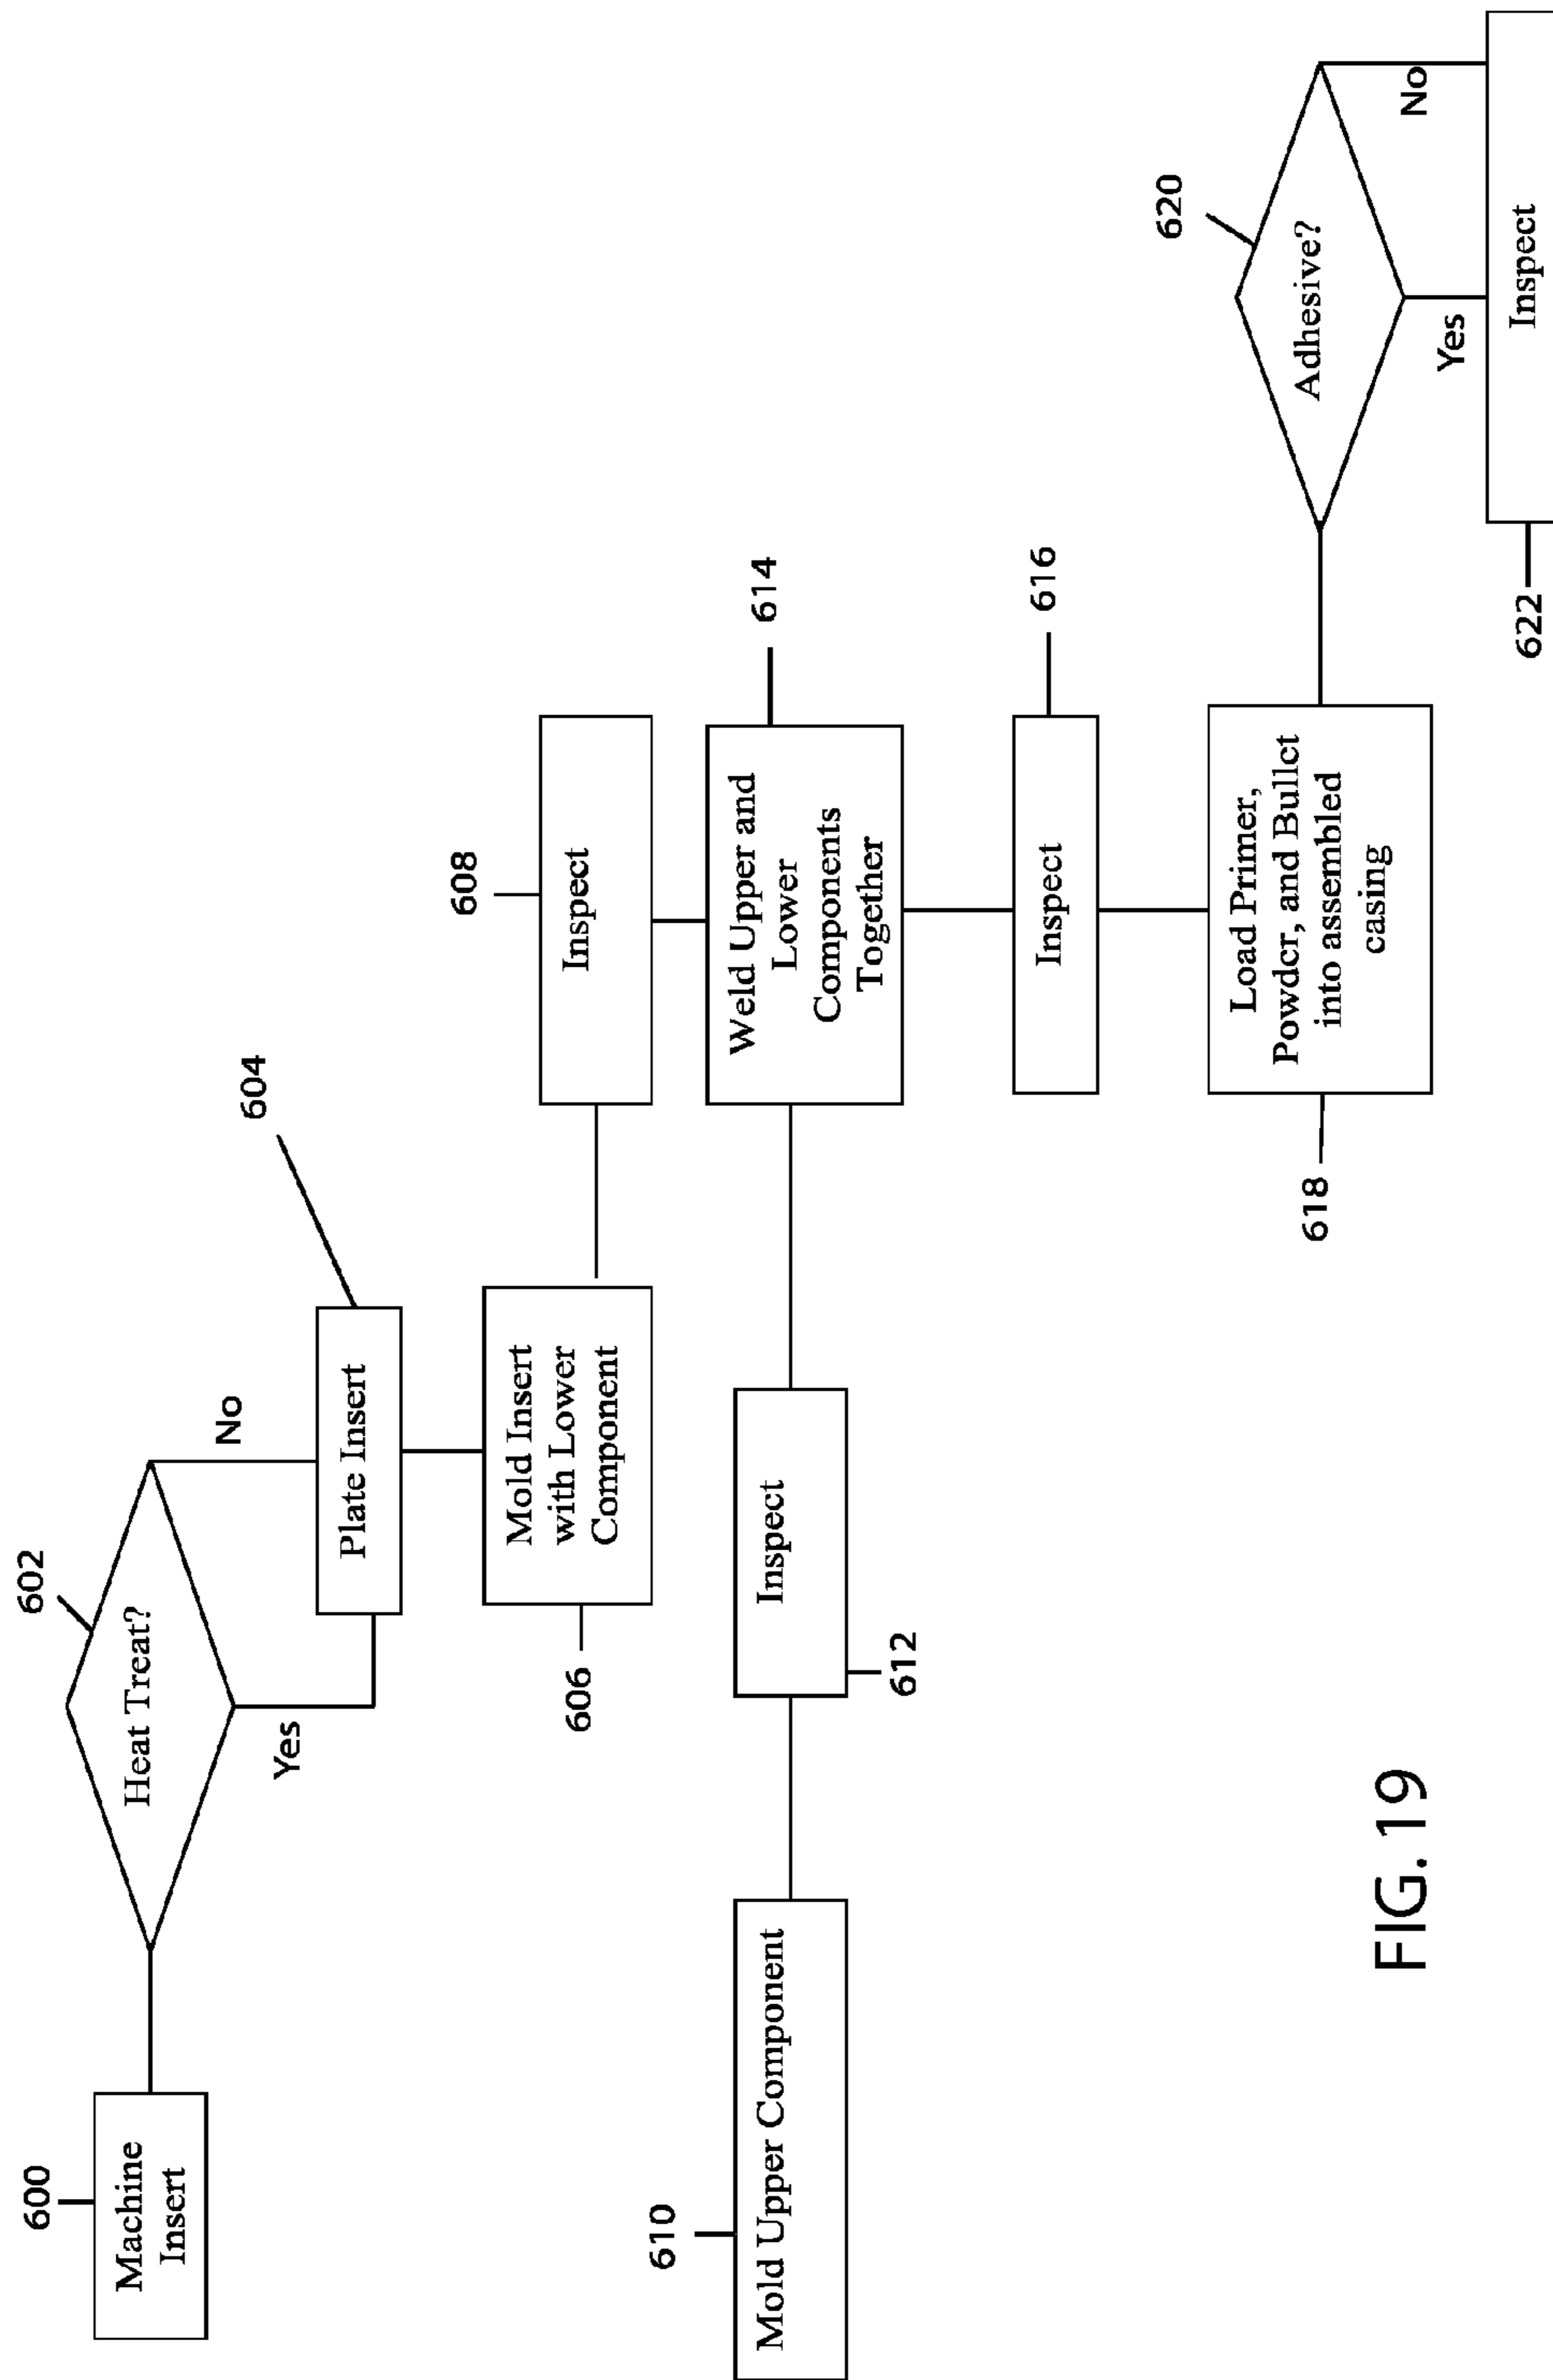 600
Machine
Insert
602
Heat Treat?
Yes
No
604
Plate Insert
606
Mold Insert
with Lower
Component
608
Inspect
610
Mold Upper Component
612
Inspect
614
Weld Upper and
Lower
Components
Together
616
Inspect
618
Load Primer,
Powder, and Bullet
into assembled
casing
620
Adhesive?
Yes
No
622
Inspect
FIG. 19